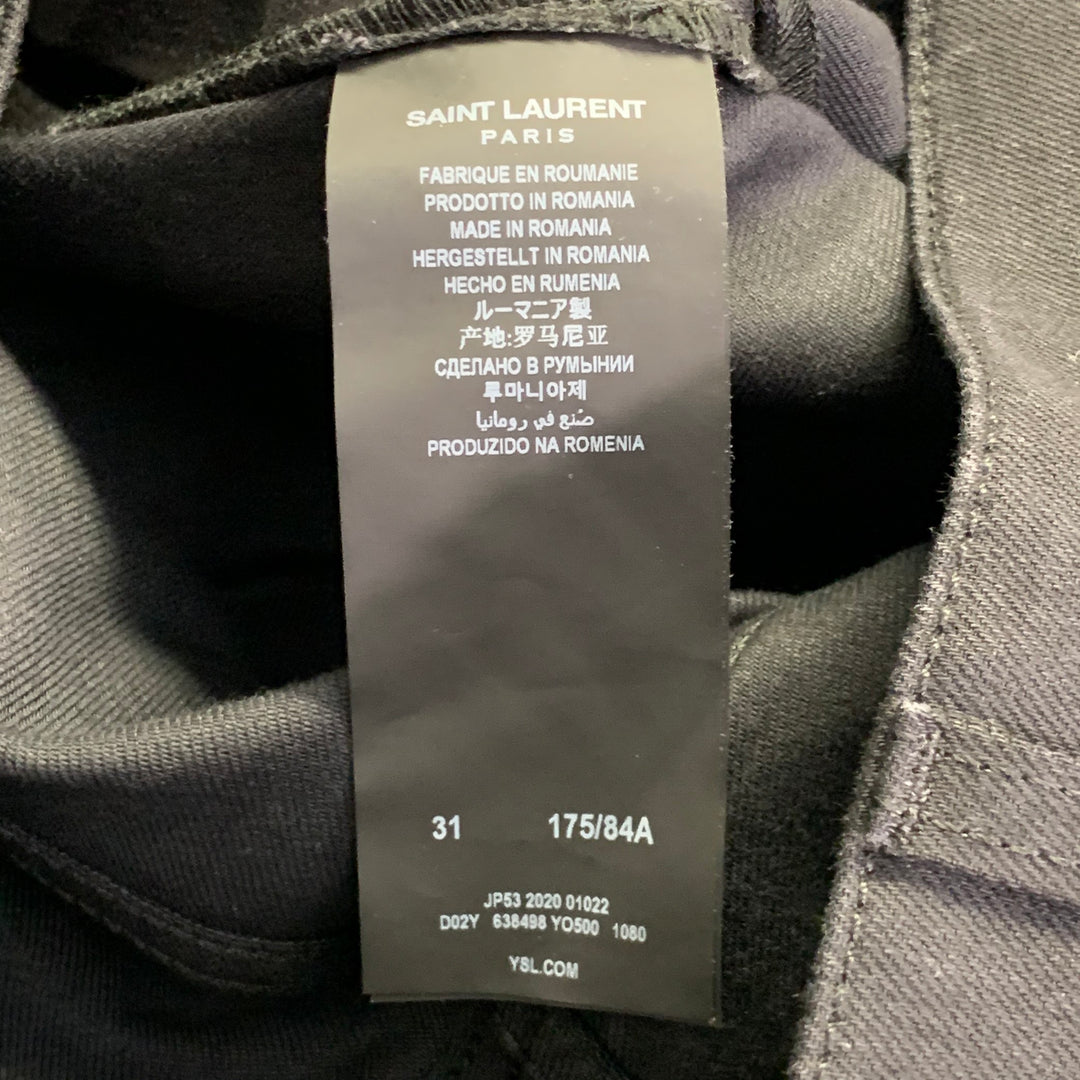 SAINT LAURENT
PARIS
FABRIQUE EN ROUMANIE
PRODOTTO IN ROMANIA
MADE IN ROMANIA
HERGESTELLT IN ROMANIA
HECHO EN RUMENIA
ルーマニア製
产地:罗马尼亚
СДЕЛАНО В РУМЫНИИ
루마니아제
صُنع في رومانيا
PRODUZIDO NA ROMENIA
31 175/84A
JP53 2020 01022
D02Y 638498 YO500 1080
YSL.COM